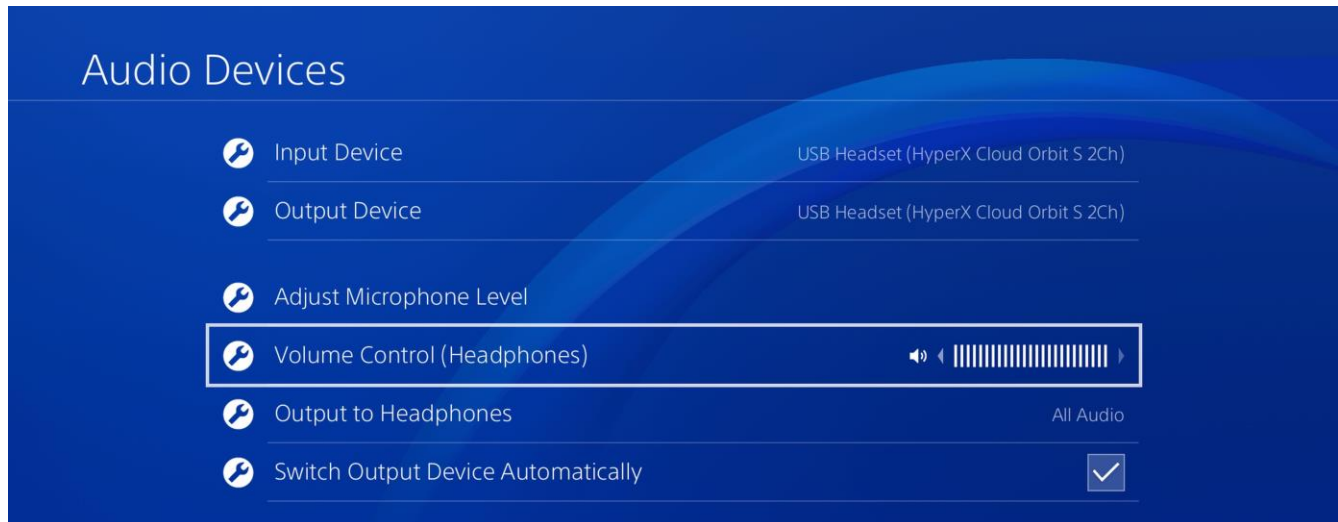 Audio Devices
Input Device USB Headset (HyperX Cloud Orbit S 2Ch)
Output Device USB Headset (HyperX Cloud Orbit S 2Ch)
Adjust Microphone Level
Volume Control (Headphones)
Output to Headphones All Audio
Switch Output Device Automatically